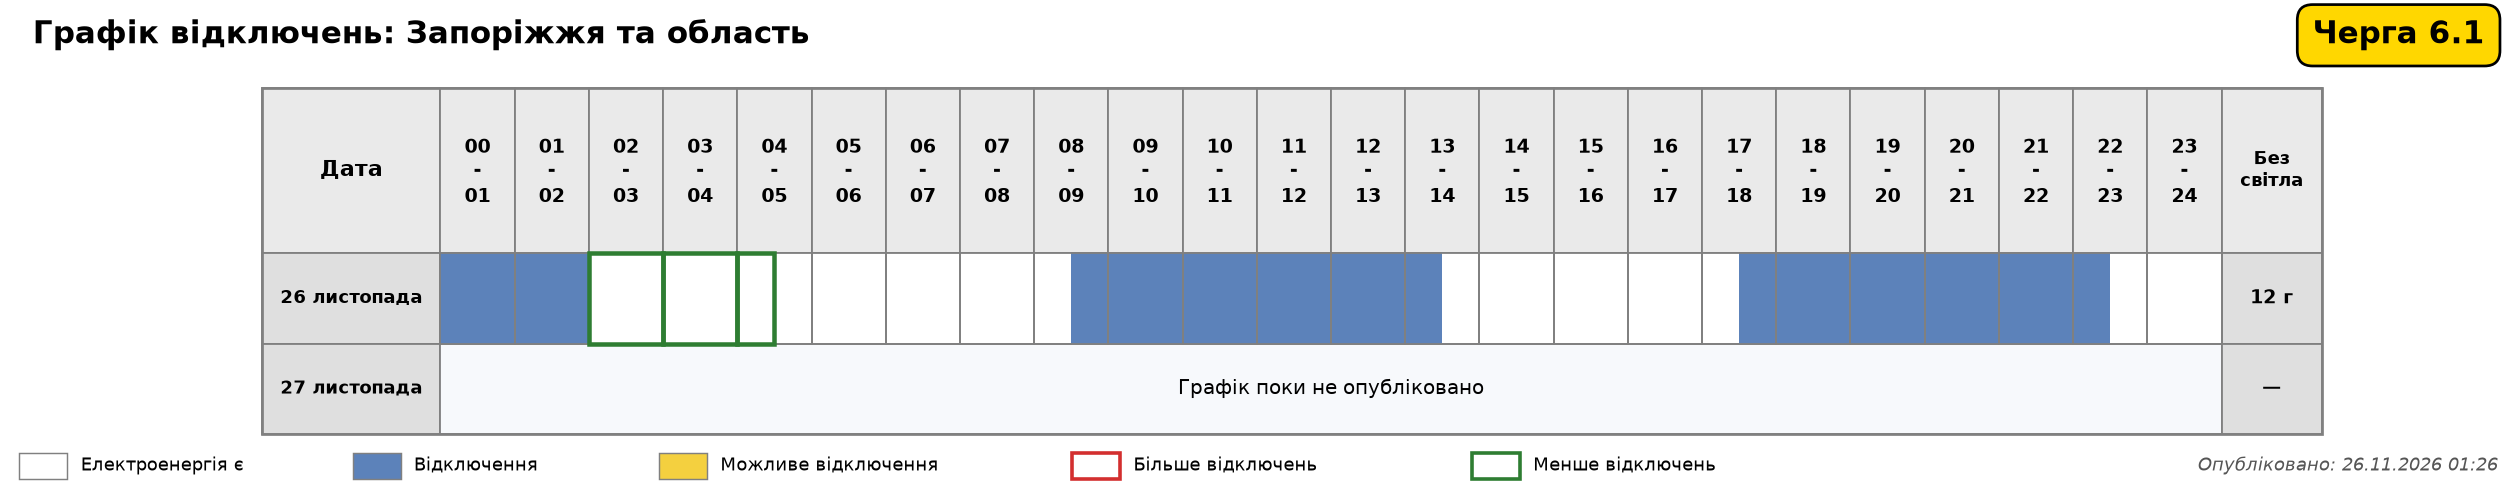 Графік відключень: Запоріжжя та область
Черга 6.1
Дата
00 - 01
01 - 02
02 - 03
03 - 04
04 - 05
05 - 06
06 - 07
07 - 08
08 - 09
09 - 10
10 - 11
11 - 12
12 - 13
13 - 14
14 - 15
15 - 16
16 - 17
17 - 18
18 - 19
19 - 20
20 - 21
21 - 22
22 - 23
23 - 24
Без
світла
26 листопада
12 г
27 листопада
Графік поки не опубліковано
—
Електроенергія є
Відключення
Можливе відключення
Більше відключень
Менше відключень
Опубліковано: 26.11.2026 01:26